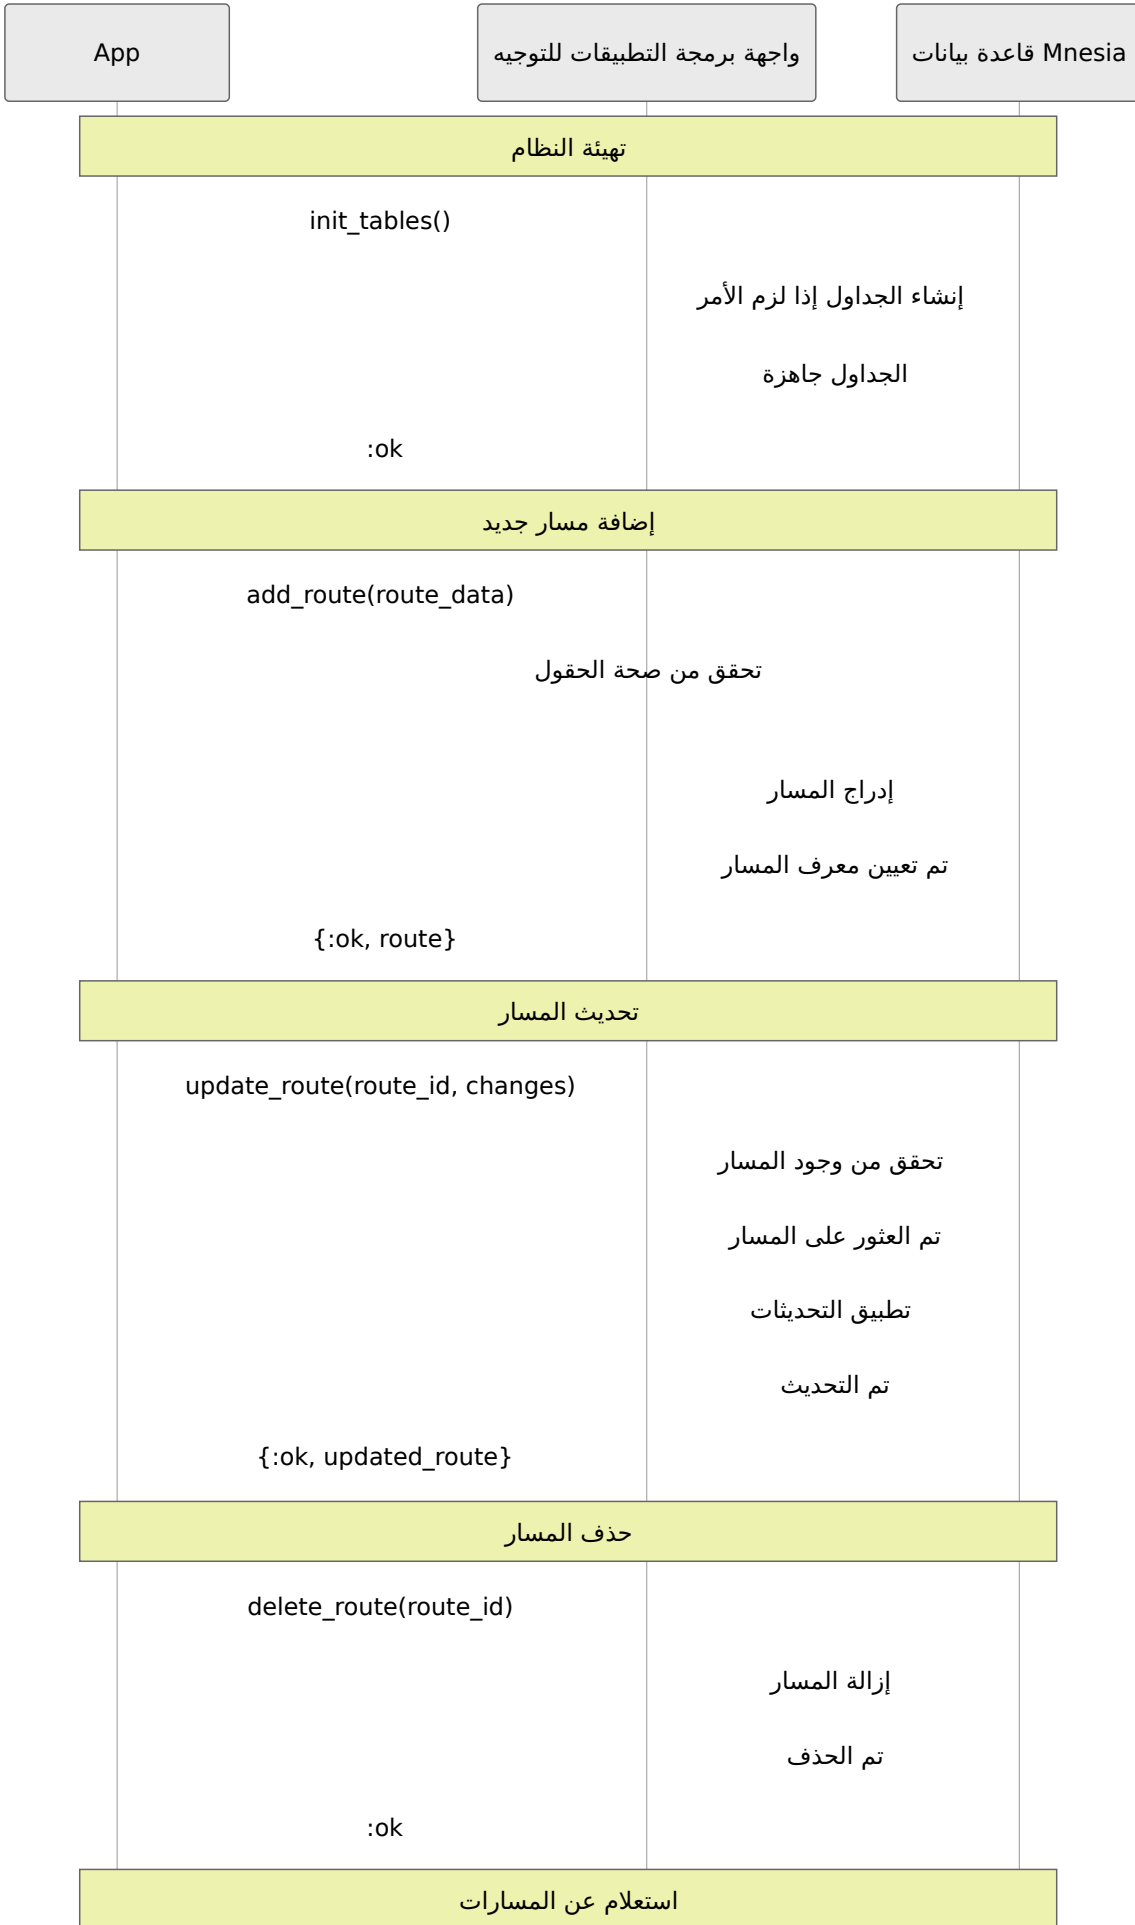 App
واجهة برمجة التطبيقات للتوجيه
قاعدة بيانات Mnesia
تهيئة النظام
init_tables()
إنشاء الجداول إذا لزم الأمر
الجداول جاهزة
:ok
إضافة مسار جديد
add_route(route_data)
تحقق من صحة الحقول
إدراج المسار
تم تعيين معرف المسار
{:ok, route}
تحديث المسار
update_route(route_id, changes)
تحقق من وجود المسار
تم العثور على المسار
تطبيق التحديثات
تم التحديث
{:ok, updated_route}
حذف المسار
delete_route(route_id)
إزالة المسار
تم الحذف
:ok
استعلام عن المسارات